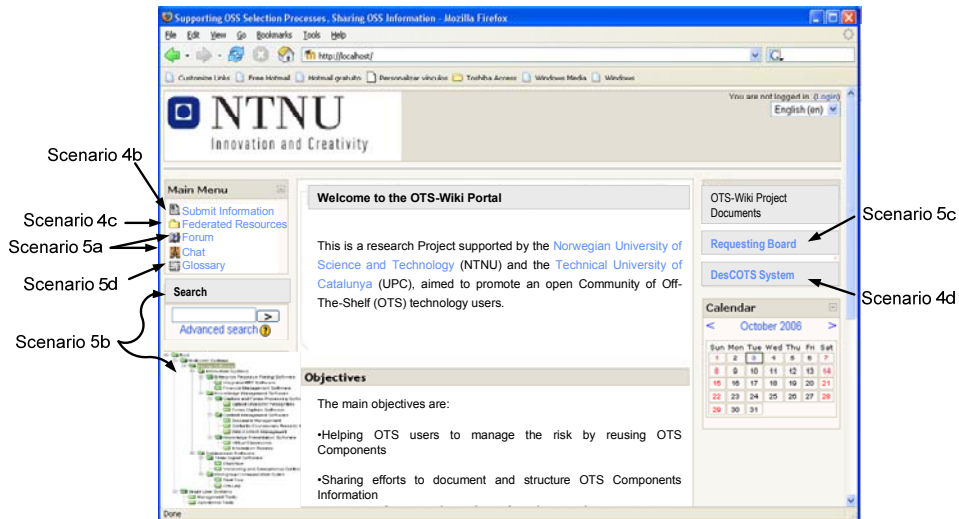 Supporting OSS Selection Processes, Sharing OSS Information - Mozilla Firefox
File Edit View Go Bookmarks Tools Help
http://localhost/
Customize Links Free Hotmail Hotmail gratuito Personalizar vínculos Toshiba Access Windows Media Windows
You are not logged in. (Login)
English (en)
NTNU
Innovation and Creativity
Scenario 4b
Scenario 4c
Scenario 5a
Scenario 5d
Scenario 5b
Main Menu
Submit Information
Federated Resources
Forum
Chat
Glossary
Search
>
Advanced search
Welcome to the OTS-Wiki Portal
This is a research Project supported by the Norwegian University of
Science and Technology (NTNU) and the Technical University of
Catalunya (UPC), aimed to promote an open Community of Off-
The-Shelf (OTS) technology users.
Objectives
The main objectives are:
•Helping OTS users to manage the risk by reusing OTS
Components
•Sharing efforts to document and structure OTS Components
Information
OTS-Wiki Project
Documents
Requesting Board
DesCOTS System
Scenario 5c
Scenario 4d
Calendar
< October 2006 >
Sun Mon Tue Wed Thu Fri Sat
1 2 3 4 5 6 7
8 9 10 11 12 13 14
15 16 17 18 19 20 21
22 23 24 25 26 27 28
29 30 31
Done